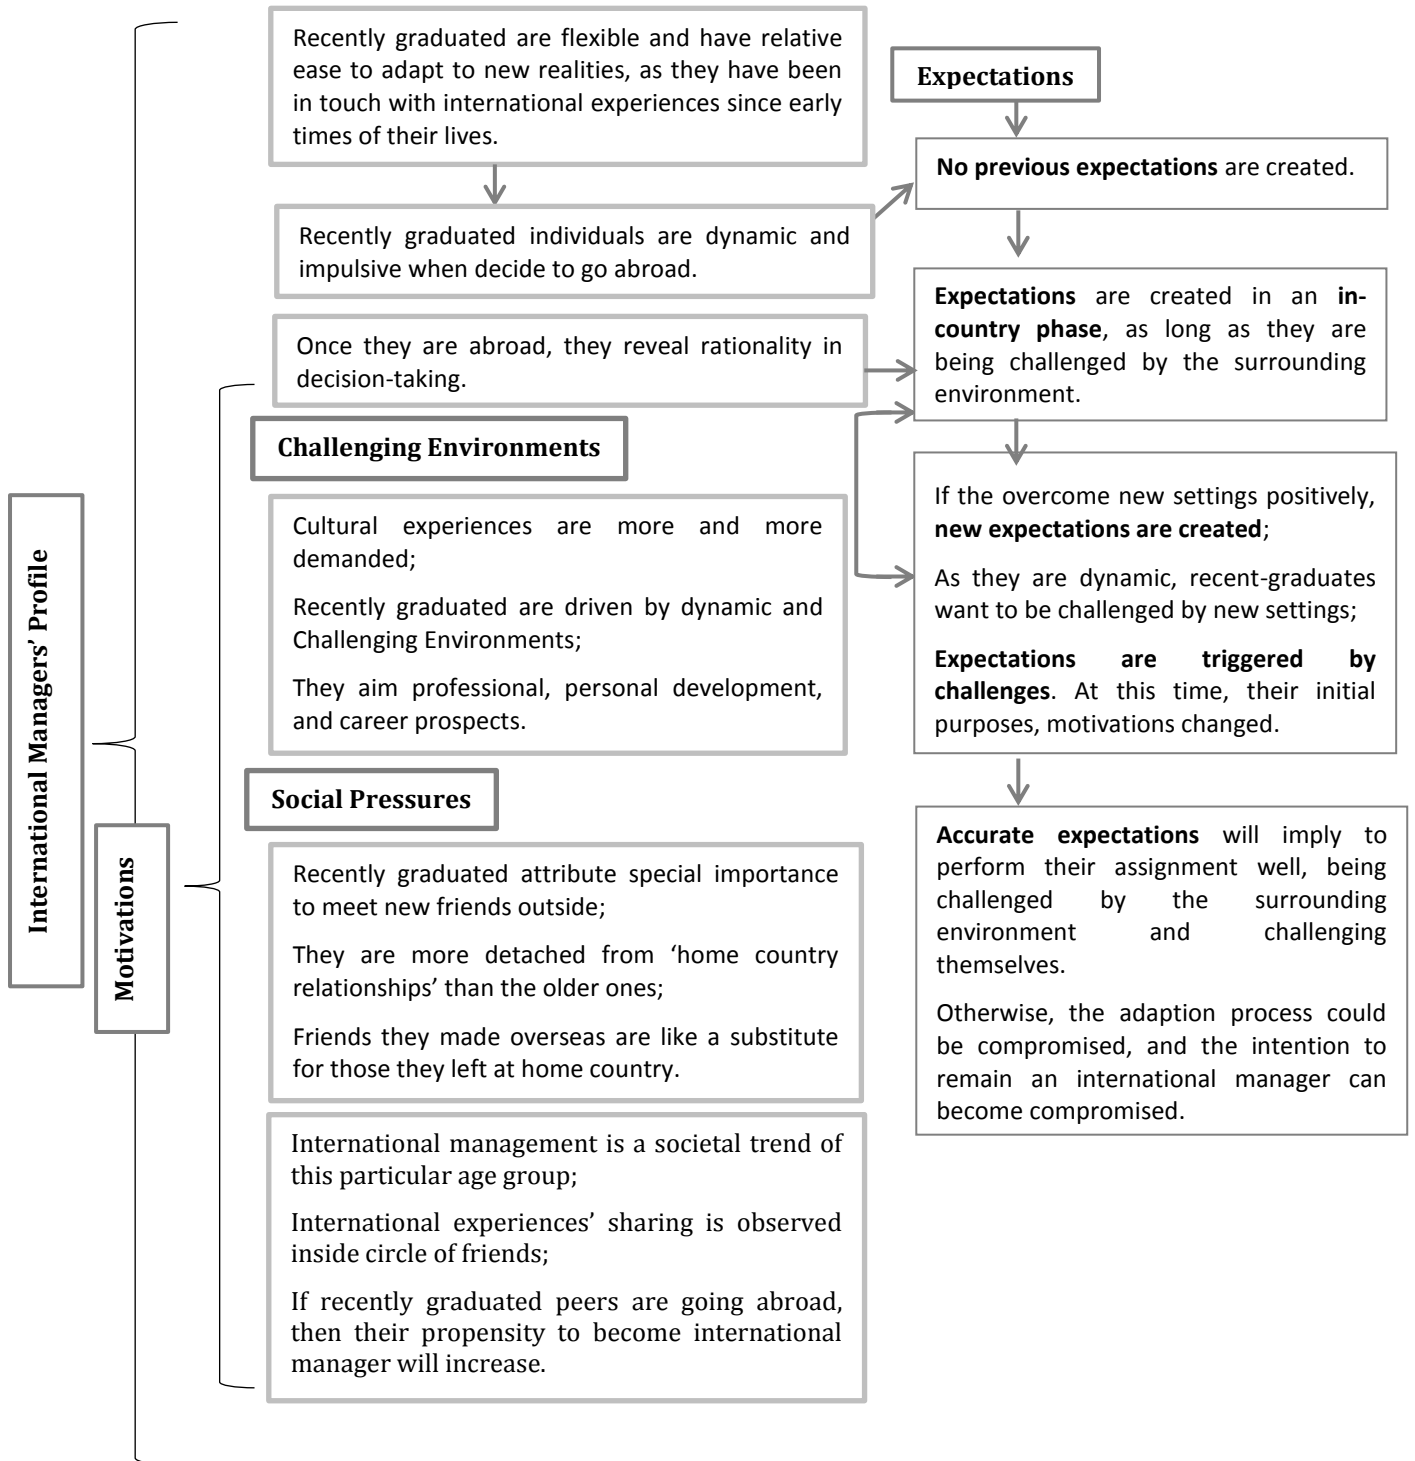 International Managers' Profile
Motivations
Recently graduated are flexible and have relative
ease to adapt to new realities, as they have been
in touch with international experiences since early
times of their lives.
Recently graduated individuals are dynamic and
impulsive when decide to go abroad.
Once they are abroad, they reveal rationality in
decision-taking.
Challenging Environments
Cultural experiences are more and more
demanded;
Recently graduated are driven by dynamic and
Challenging Environments;
They aim professional, personal development,
and career prospects.
Social Pressures
Recently graduated attribute special importance
to meet new friends outside;
They are more detached from ‘home country
relationships’ than the older ones;
Friends they made overseas are like a substitute
for those they left at home country.
International management is a societal trend of
this particular age group;
International experiences’ sharing is observed
inside circle of friends;
If recently graduated peers are going abroad,
then their propensity to become international
manager will increase.
Expectations
No previous expectations are created.
Expectations are created in an in-
country phase, as long as they are
being challenged by the surrounding
environment.
If the overcome new settings positively,
new expectations are created;
As they are dynamic, recent-graduates
want to be challenged by new settings;
Expectations are triggered by
challenges. At this time, their initial
purposes, motivations changed.
Accurate expectations will imply to
perform their assignment well, being
challenged by the surrounding
environment and challenging
themselves.
Otherwise, the adaption process could
be compromised, and the intention to
remain an international manager can
become compromised.